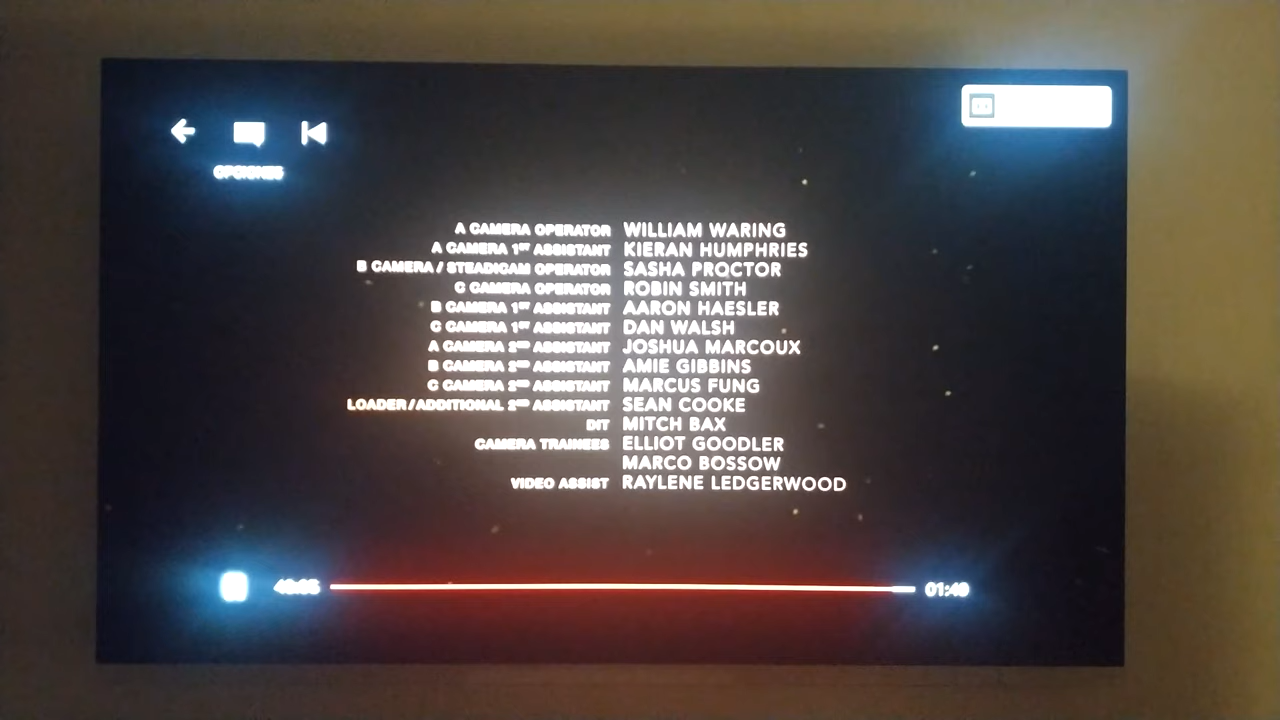 OPCIONES
A CAMERA OPERATOR WILLIAM WARING
A CAMERA 1ST ASSISTANT KIERAN HUMPHRIES
B CAMERA / STEADICAM OPERATOR SASHA PROCTOR
C CAMERA OPERATOR ROBIN SMITH
B CAMERA 1ST ASSISTANT AARON HAESLER
C CAMERA 1ST ASSISTANT DAN WALSH
A CAMERA 2ND ASSISTANT JOSHUA MARCOUX
B CAMERA 2ND ASSISTANT AMIE GIBBINS
C CAMERA 2ND ASSISTANT MARCUS FUNG
LOADER / ADDITIONAL 2ND ASSISTANT SEAN COOKE
DIT MITCH BAX
CAMERA TRAINEES ELLIOT GOODLER
MARCO BOSSOW
VIDEO ASSIST RAYLENE LEDGERWOOD